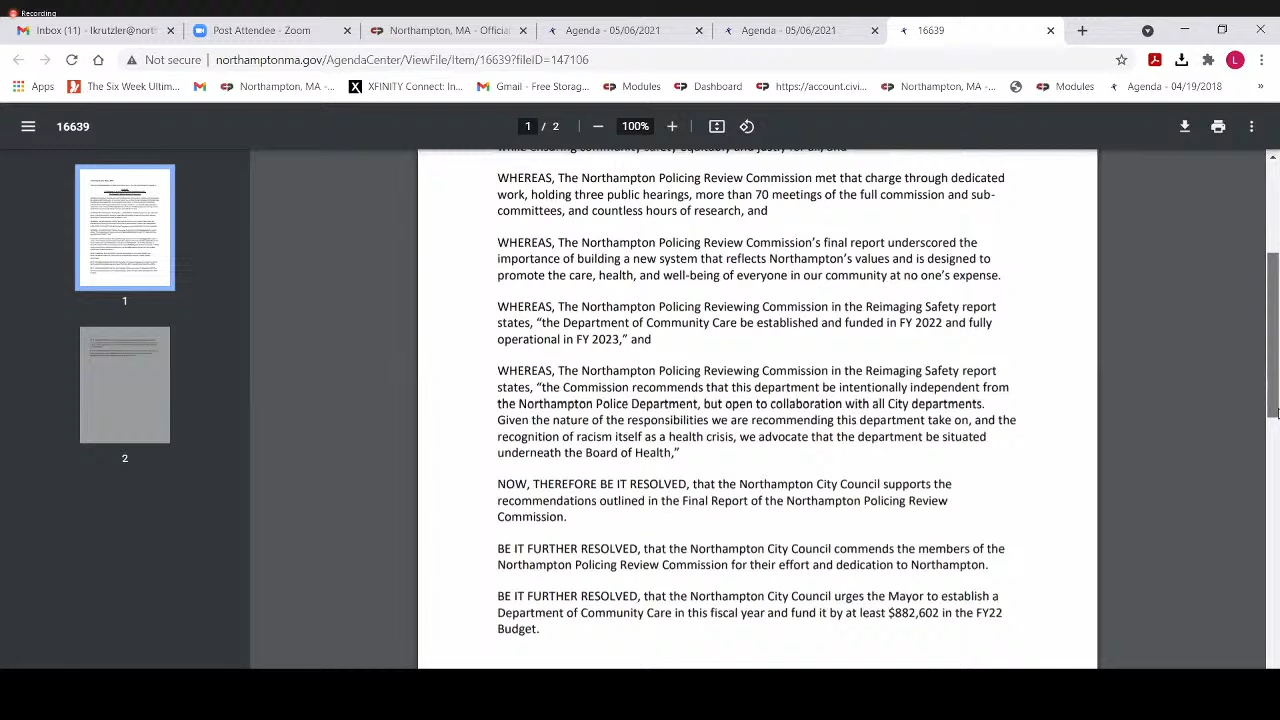 Recording
Inbox (11) - lkrutzler@north
Post Attendee - Zoom
Northampton, MA - Official
Agenda - 05/06/2021
Agenda - 05/06/2021
16639
Not secure
northamptonma.gov/AgendaCenter/ViewFile/Item/16639?fileID=147106
L
Apps
The Six Week Ultim...
Northampton, MA -...
XFINITY Connect: In...
Gmail - Free Storag...
Modules
Dashboard
https://account.civi...
Northampton, MA -...
Modules
Agenda - 04/19/2018
»
16639
1 / 2
100%
while ensuring community safety equitably and justly for all, and
WHEREAS, The Northampton Policing Review Commission met that charge through dedicated
work, holding three public hearings, more than 70 meetings of the full commission and sub-
committees, and countless hours of research, and
WHEREAS, The Northampton Policing Review Commission's final report underscored the
importance of building a new system that reflects Northampton's values and is designed to
promote the care, health, and well-being of everyone in our community at no one's expense.
WHEREAS, The Northampton Policing Reviewing Commission in the Reimaging Safety report
states, “the Department of Community Care be established and funded in FY 2022 and fully
operational in FY 2023,” and
WHEREAS, The Northampton Policing Reviewing Commission in the Reimaging Safety report
states, “the Commission recommends that this department be intentionally independent from
the Northampton Police Department, but open to collaboration with all City departments.
Given the nature of the responsibilities we are recommending this department take on, and the
recognition of racism itself as a health crisis, we advocate that the department be situated
underneath the Board of Health,”
NOW, THEREFORE BE IT RESOLVED, that the Northampton City Council supports the
recommendations outlined in the Final Report of the Northampton Policing Review
Commission.
BE IT FURTHER RESOLVED, that the Northampton City Council commends the members of the
Northampton Policing Review Commission for their effort and dedication to Northampton.
BE IT FURTHER RESOLVED, that the Northampton City Council urges the Mayor to establish a
Department of Community Care in this fiscal year and fund it by at least $882,602 in the FY22
Budget.
1
2